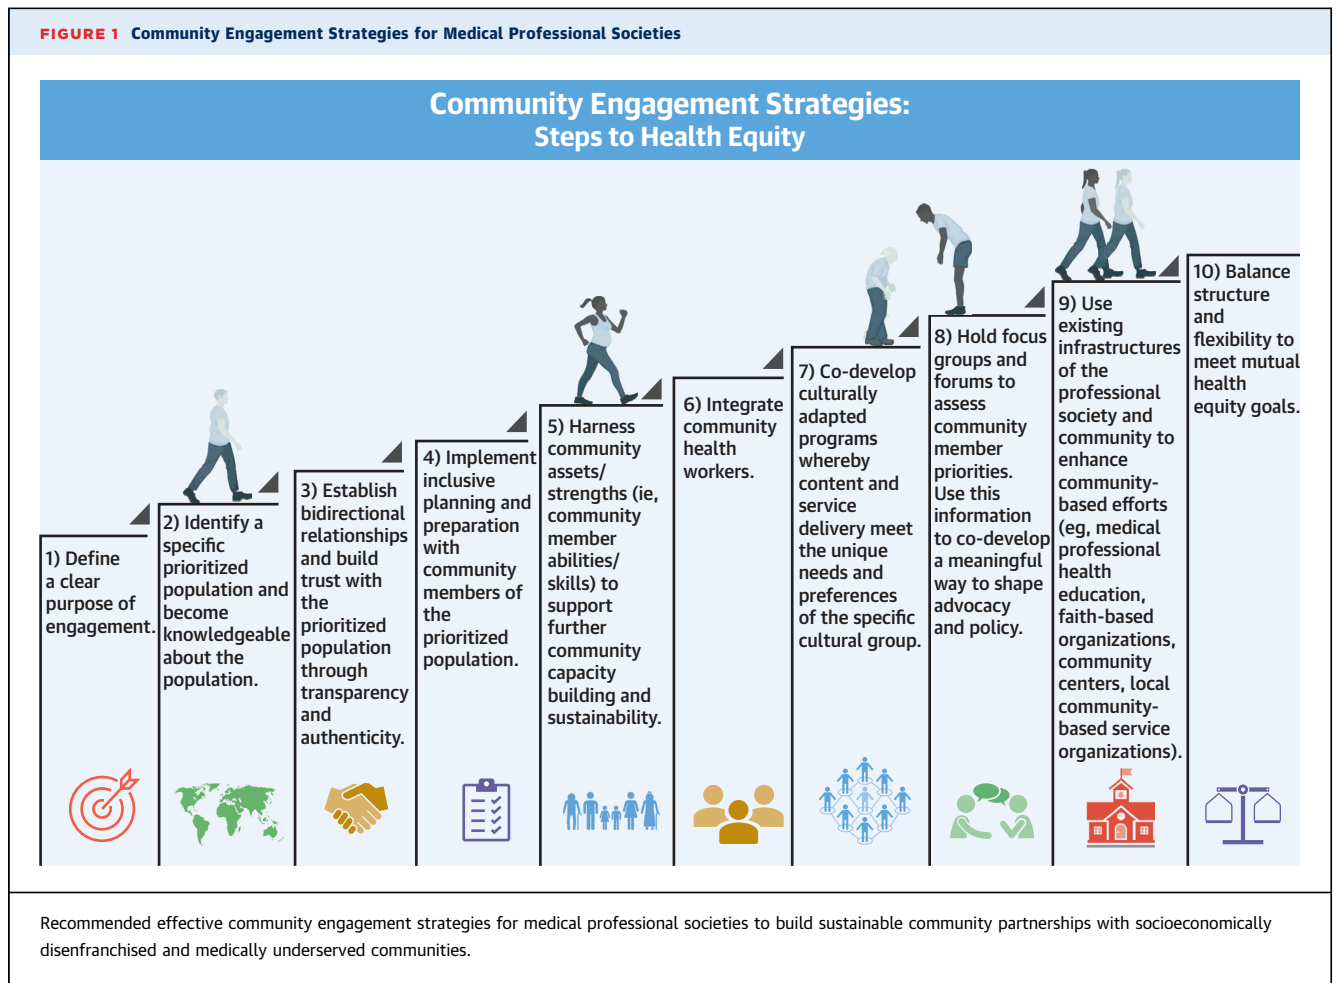 FIGURE 1 Community Engagement Strategies for Medical Professional Societies
Community Engagement Strategies:
Steps to Health Equity
1) Define
a clear
purpose of
engagement.
2) Identify a
specific
prioritized
population and
become
knowledgeable
about the
population.
3) Establish
bidirectional
relationships
and build
trust with
the
prioritized
population
through
transparency
and
authenticity.
4) Implement
inclusive
planning and
preparation
with
community
members of
the
prioritized
population.
5) Harness
community
assets/
strengths (ie,
community
member
abilities/
skills) to
support
further
community
capacity
building and
sustainability.
6) Integrate
community
health
workers.
7) Co-develop
culturally
adapted
programs
whereby
content and
service
delivery meet
the unique
needs and
preferences
of the specific
cultural group.
8) Hold focus
groups and
forums to
assess
community
member
priorities.
Use this
information
to co-develop
a meaningful
way to shape
advocacy
and policy.
9) Use
existing
infrastructures
of the
professional
society and
community to
enhance
community-
based efforts
(eg, medical
professional
health
education,
faith-based
organizations,
community
centers, local
community-
based service
organizations).
10) Balance
structure
and
flexibility to
meet mutual
health
equity goals.
Recommended effective community engagement strategies for medical professional societies to build sustainable community partnerships with socioeconomically
disenfranchised and medically underserved communities.